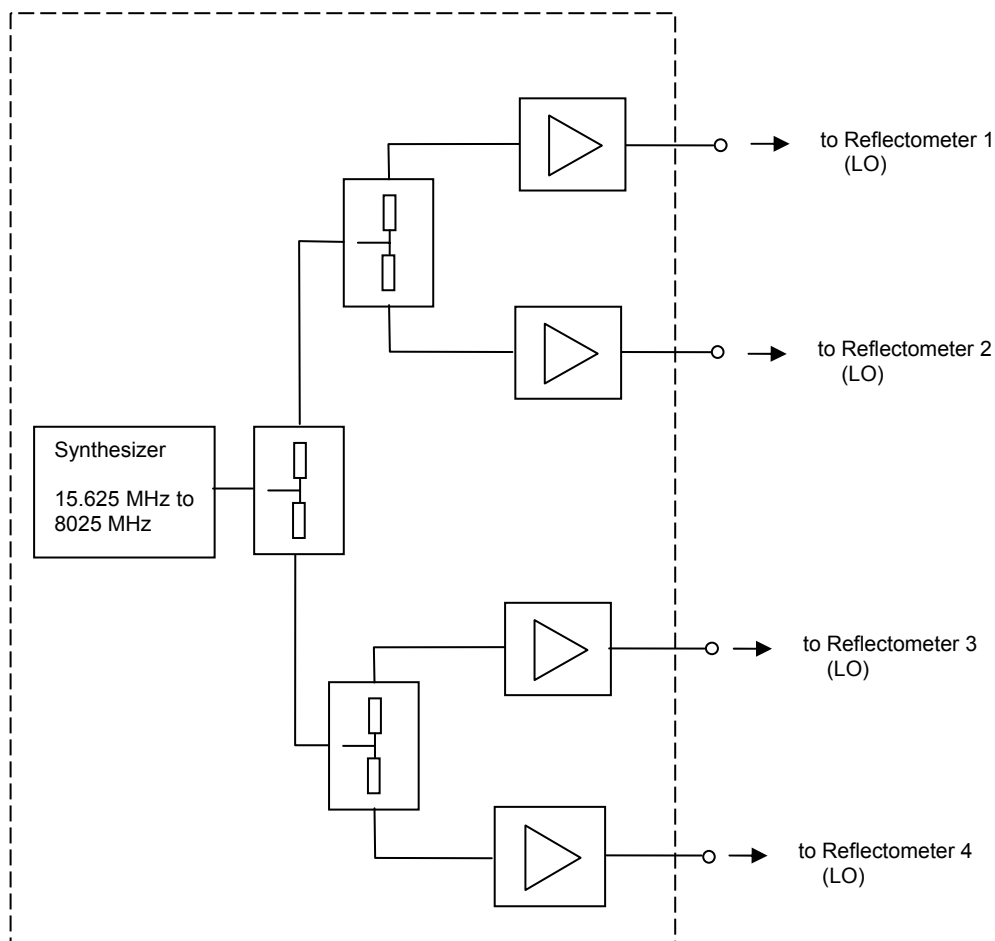 to Reflectometer 1
(LO)
to Reflectometer 2
(LO)
Synthesizer
15.625 MHz to
8025 MHz
to Reflectometer 3
(LO)
to Reflectometer 4
(LO)